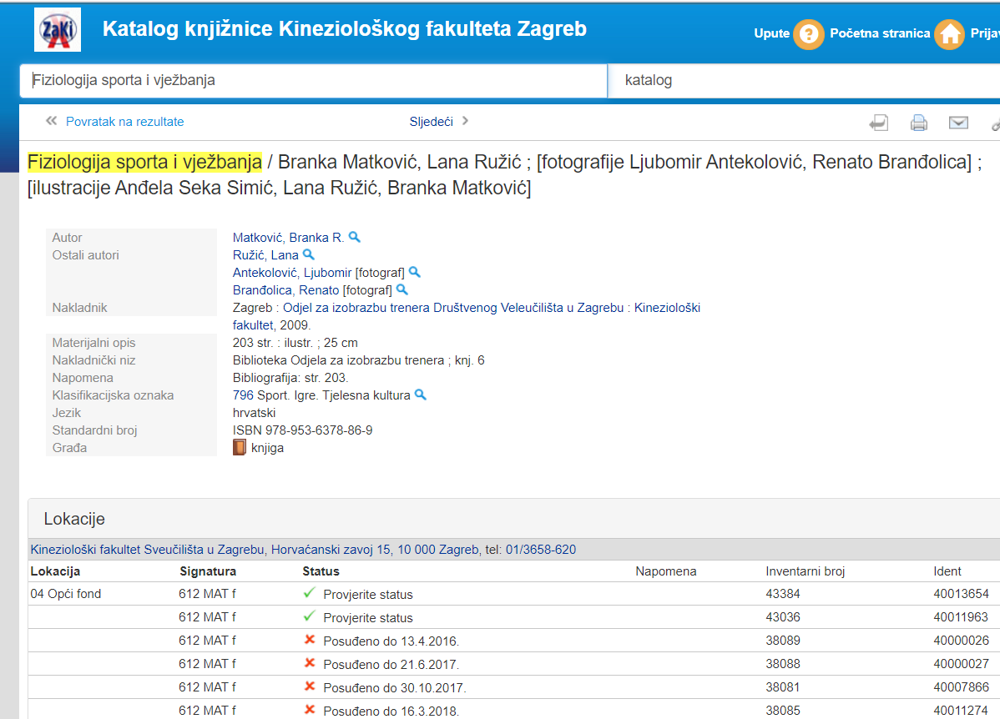 ZaKi
Katalog knjižnice Kineziološkog fakulteta Zagreb
Upute ? Početna stranica Prijav
Fiziologija sporta i vježbanja
katalog
Povratak na rezultate
Sljedeći
Fiziologija sporta i vježbanja / Branka Matković, Lana Ružić ; [fotografije Ljubomir Antekolović, Renato Branđolica] ;
[ilustracije Anđela Seka Simić, Lana Ružić, Branka Matković]
Autor Matković, Branka R.
Ostali autori Ružić, Lana
Antekolović, Ljubomir [fotograf]
Branđolica, Renato [fotograf]
Nakladnik Zagreb : Odjel za izobrazbu trenera Društvenog Veleučilišta u Zagrebu : Kineziološki
fakultet, 2009.
Materijalni opis 203 str. : ilustr. ; 25 cm
Nakladnički niz Biblioteka Odjela za izobrazbu trenera ; knj. 6
Napomena Bibliografija: str. 203.
Klasifikacijska oznaka 796 Sport. Igre. Tjelesna kultura
Jezik hrvatski
Standardni broj ISBN 978-953-6378-86-9
Građa knjiga
Lokacije
Kineziološki fakultet Sveučilišta u Zagrebu, Horvaćanski zavoj 15, 10 000 Zagreb, tel: 01/3658-620
Lokacija Signatura Status Napomena Inventarni broj Ident
04 Opći fond 612 MAT f Provjerite status 43384 40013654
612 MAT f Provjerite status 43036 40011963
612 MAT f Posuđeno do 13.4.2016. 38089 40000026
612 MAT f Posuđeno do 21.6.2017. 38088 40000027
612 MAT f Posuđeno do 30.10.2017. 38081 40007866
612 MAT f Posuđeno do 16.3.2018. 38085 40011274